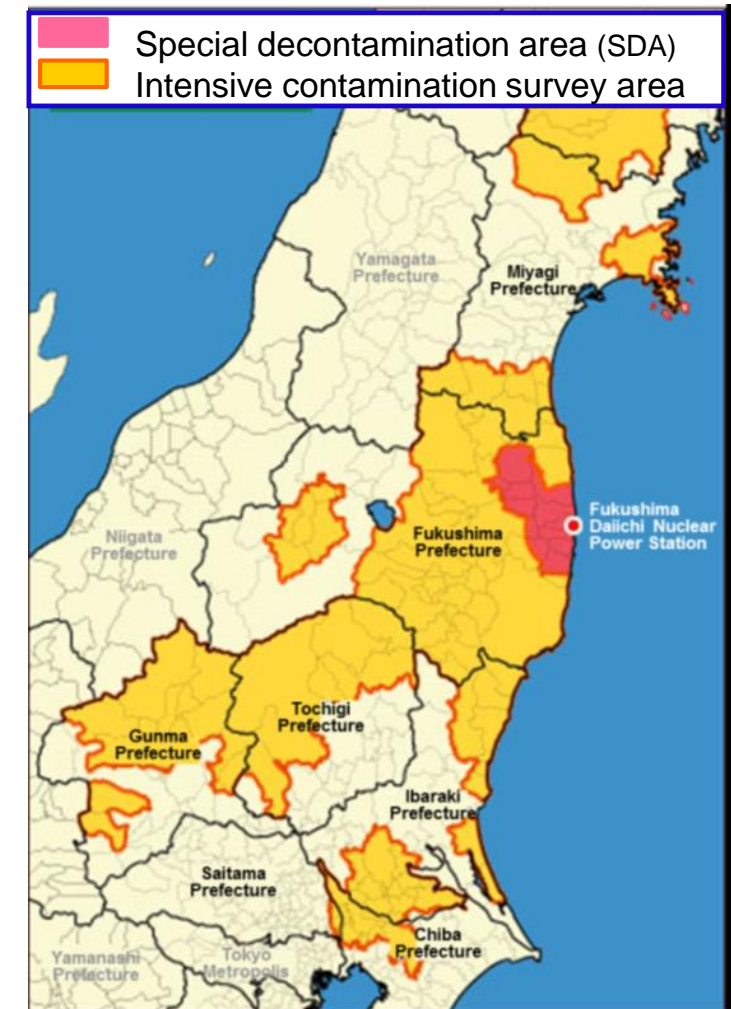 Special decontamination area (SDA)
Intensive contamination survey area
Yamagata
Prefecture
Miyagi
Prefecture
Fukushima
Daiichi Nuclear
Power Station
Niigata
Prefecture
Fukushima
Prefecture
Tochigi
Prefecture
Gunma
Prefecture
Ibaraki
Prefecture
Saitama
Prefecture
Chiba
Prefecture
Yamanashi
Prefecture
Tokyo
Metropolis